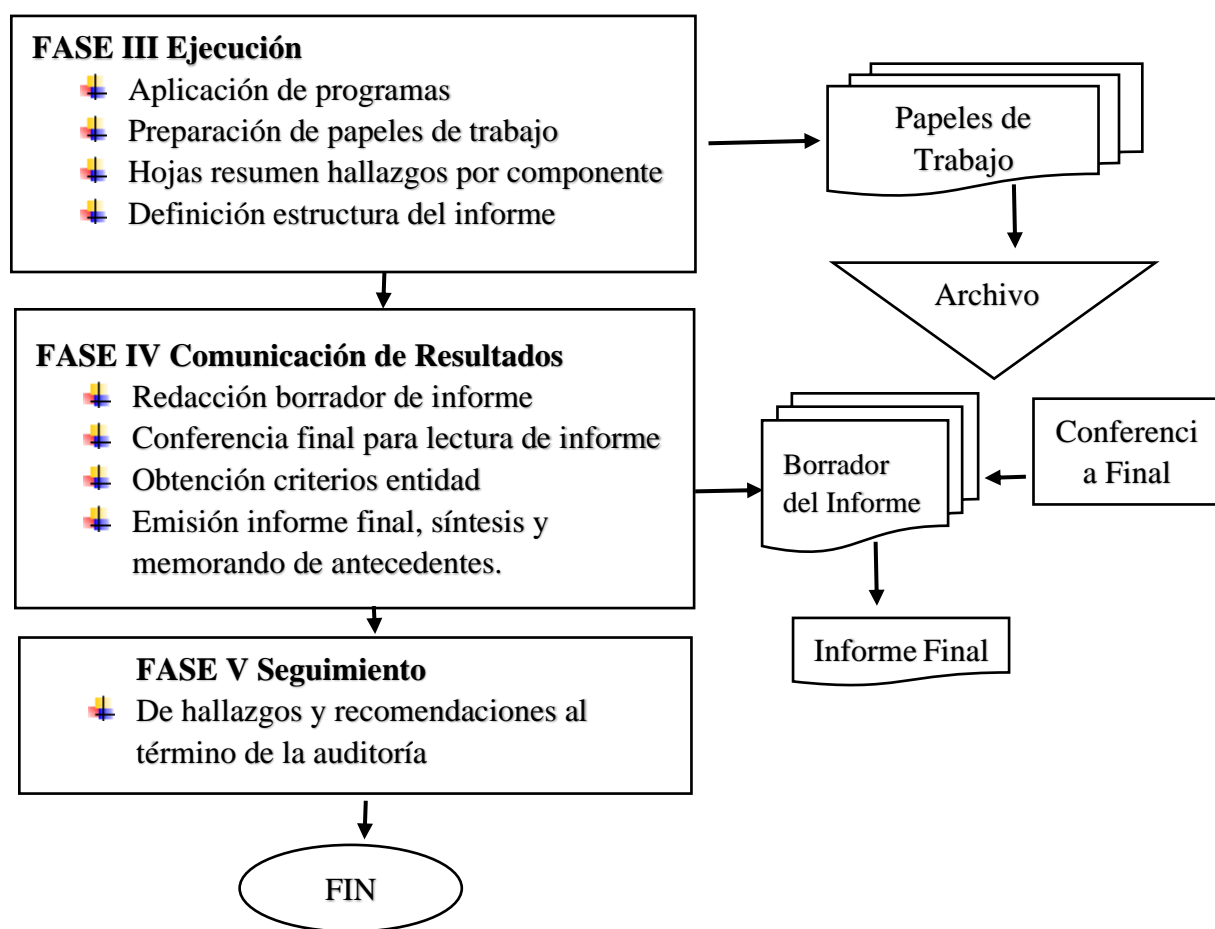 FASE III Ejecución
Aplicación de programas
Preparación de papeles de trabajo
Hojas resumen hallazgos por componente
Definición estructura del informe
Papeles de
Trabajo
Archivo
FASE IV Comunicación de Resultados
Redacción borrador de informe
Conferencia final para lectura de informe
Obtención criterios entidad
Emisión informe final, síntesis y
memorando de antecedentes.
Borrador
del Informe
Conferenci
a Final
Informe Final
FASE V Seguimiento
De hallazgos y recomendaciones al
término de la auditoría
FIN